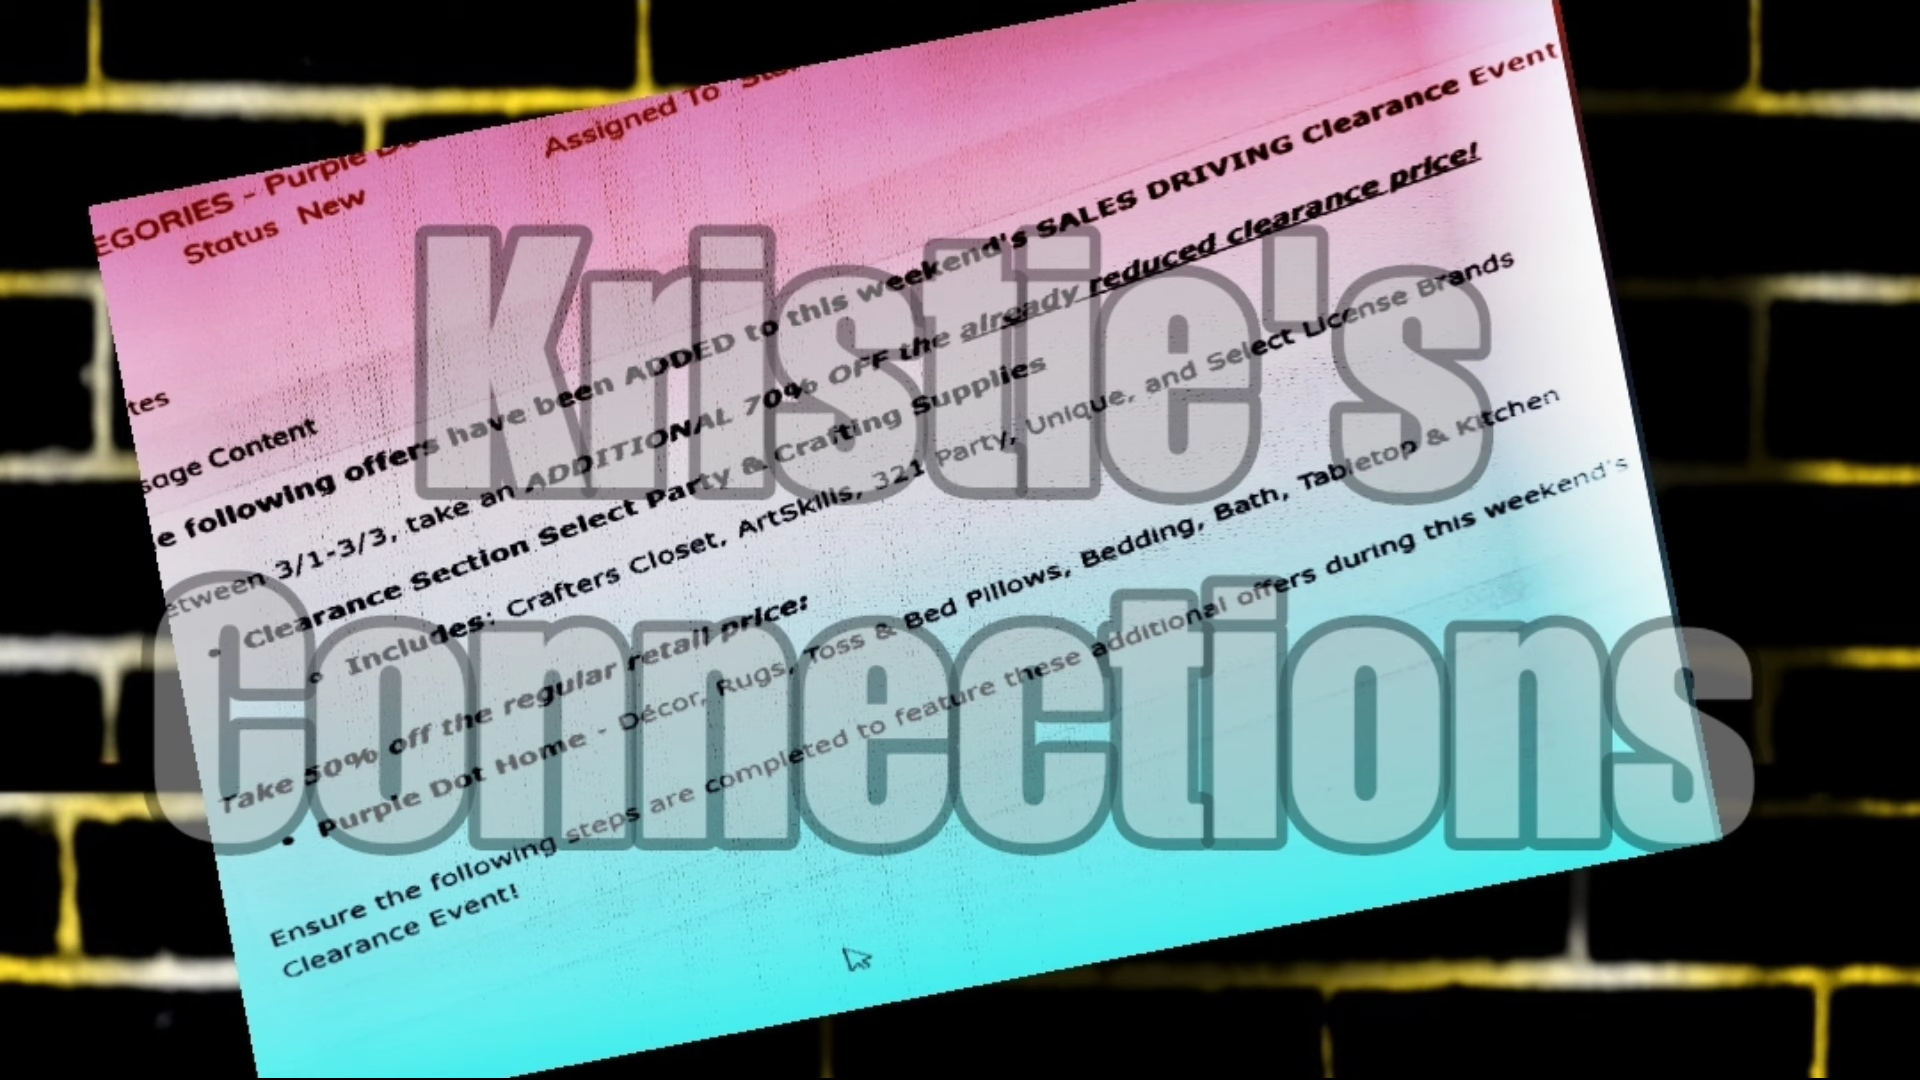 EGORIES - Purple
Assigned To
Status New
tes
sage Content
e following offers have been ADDED to this weekend's SALES DRIVING Clearance Event
etween 3/1-3/3, take an ADDITIONAL 70% OFF the already reduced clearance price!
• Clearance Section Select Party & Crafting Supplies
• Includes: Crafters Closet, ArtSkills, 321 Party, Unique, and Select License Brands
Take 50% off the regular retail price:
• Purple Dot Home - Décor, Rugs, Toss & Bed Pillows, Bedding, Bath, Tabletop & Kitchen
Ensure the following steps are completed to feature these additional offers during this weekend's
Clearance Event!
Kristie's
Connections